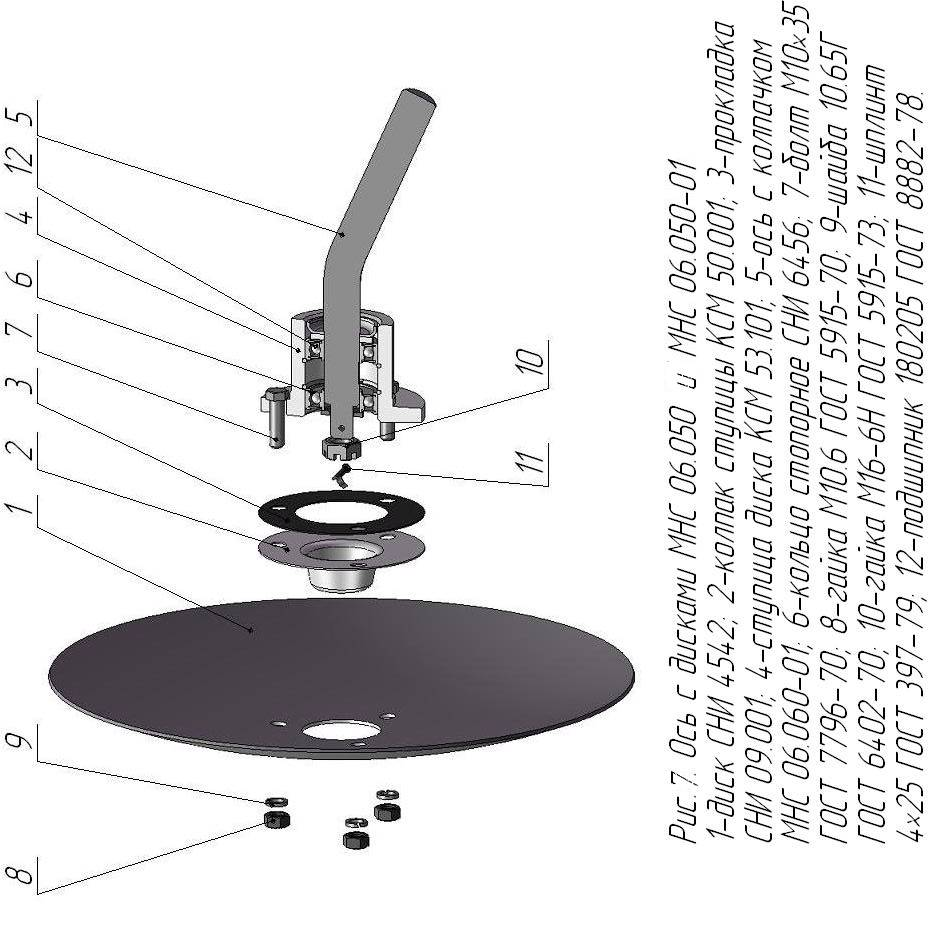 5
12
4
6
7
3
2
1
9
8
10
11
Рис.7. Ось с дисками МНС 06.050 и МНС 06.050-01
1-диск СНИ 4542; 2-колпак ступицы КСМ 50.001; 3-прокладка
СНИ 09.001; 4-ступица диска КСМ 53.101; 5-ось с колпачком
МНС 06.060-01; 6-кольцо стопорное СНИ 6456; 7-болт М10×35
ГОСТ 7796-70; 8-гайка М10.6 ГОСТ 5915-70; 9-шайба 10.65Г
ГОСТ 6402-70; 10-гайка М16-6Н ГОСТ 5915-73; 11-шплинт
4×25 ГОСТ 397-79; 12-подшипник 180205 ГОСТ 8882-78.